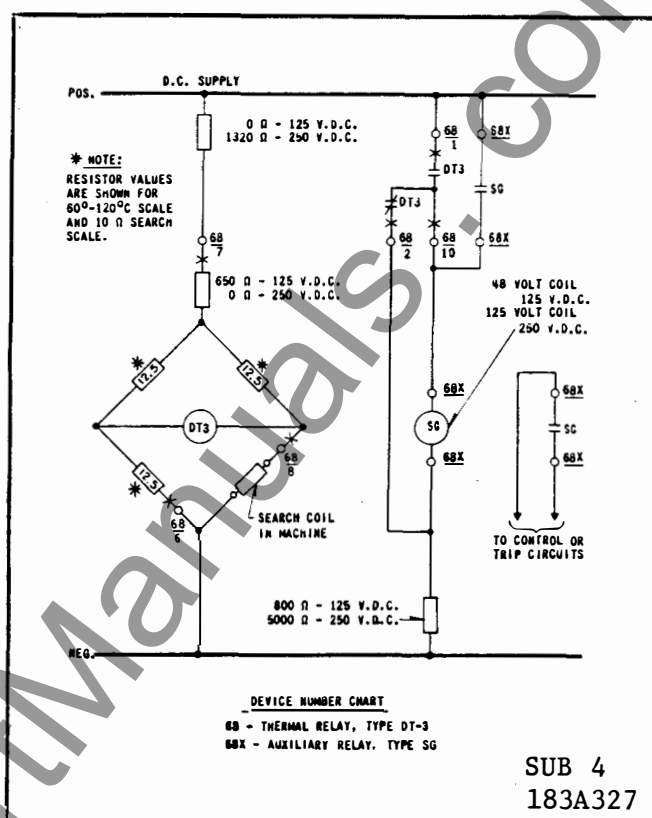 D.C. SUPPLY
POS.
0 Ω - 125 V.D.C.
1320 Ω - 250 V.D.C.
* NOTE:
RESISTOR VALUES
ARE SHOWN FOR
60°-120°C SCALE
AND 10 Ω SEARCH
SCALE.
68
7
650 Ω - 125 V.D.C.
0 Ω - 250 V.D.C.
* 12.5
* 12.5
DT3
* 12.5
68
6
68
8
SEARCH COIL
IN MACHINE
68
1
DT3
68X
SG
DT3
68
2
68
10
68X
48 VOLT COIL
125 V.D.C.
125 VOLT COIL
250 V.D.C.
68X
SG
68X
68X
SG
68X
TO CONTROL OR
TRIP CIRCUITS
800 Ω - 125 V.D.C.
5000 Ω - 250 V.D.C.
NEG.
DEVICE NUMBER CHART
68 - THERMAL RELAY, TYPE DT-3
68X - AUXILIARY RELAY, TYPE SG
SUB 4
183A327